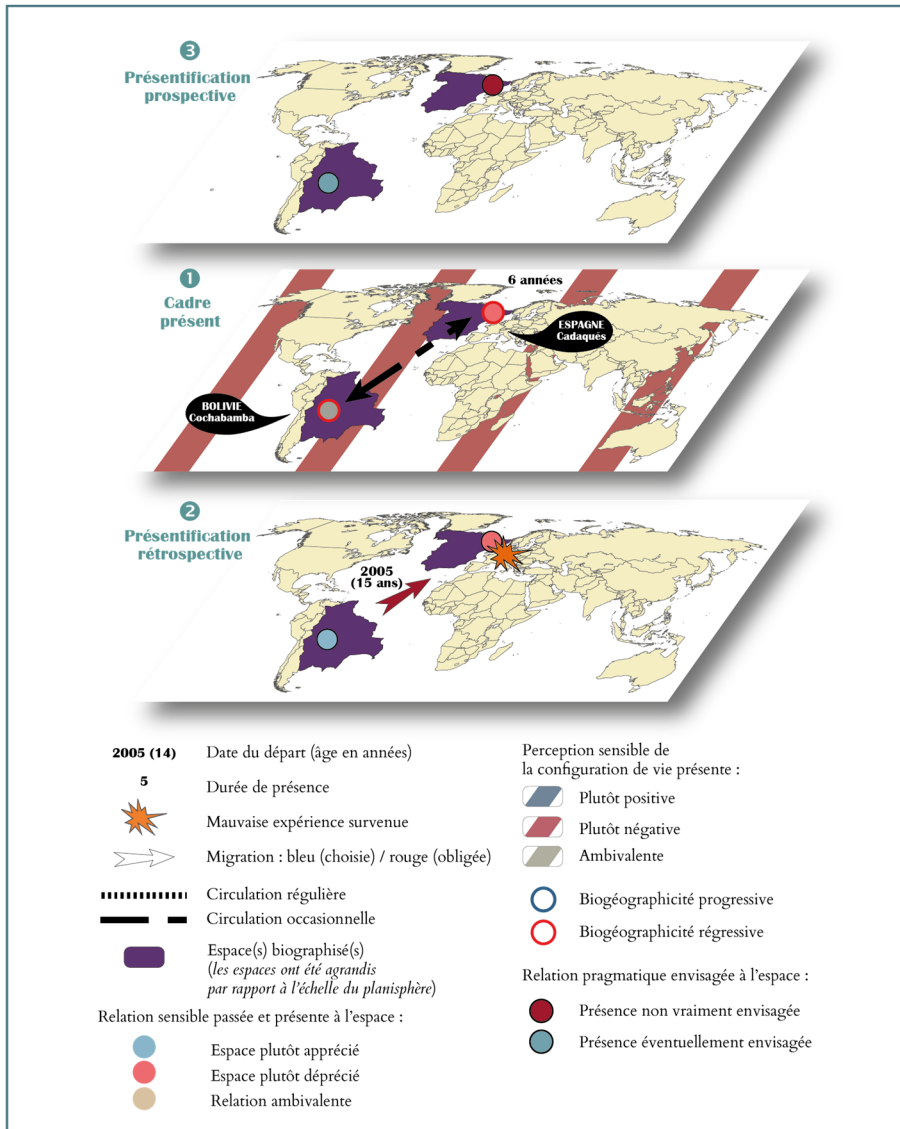 ❸
Présentification
prospective
❶
Cadre
présent
6 années
ESPAGNE
Cadaqués
BOLIVIE
Cochabamba
❷
Présentification
rétrospective
2005
(15 ans)
2005 (14) Date du départ (âge en années)
5 Durée de présence
Mauvaise expérience survenue
Migration : bleu (choisie) / rouge (obligée)
Circulation régulière
Circulation occasionnelle
Espace(s) biographisé(s)
(les espaces ont été agrandis
par rapport à l'échelle du planisphère)
Relation sensible passée et présente à l'espace :
Espace plutôt apprécié
Espace plutôt déprécié
Relation ambivalente
Perception sensible de
la configuration de vie présente :
Plutôt positive
Plutôt négative
Ambivalente
Biogéographicité progressive
Biogéographicité régressive
Relation pragmatique envisagée à l'espace :
Présence non vraiment envisagée
Présence éventuellement envisagée